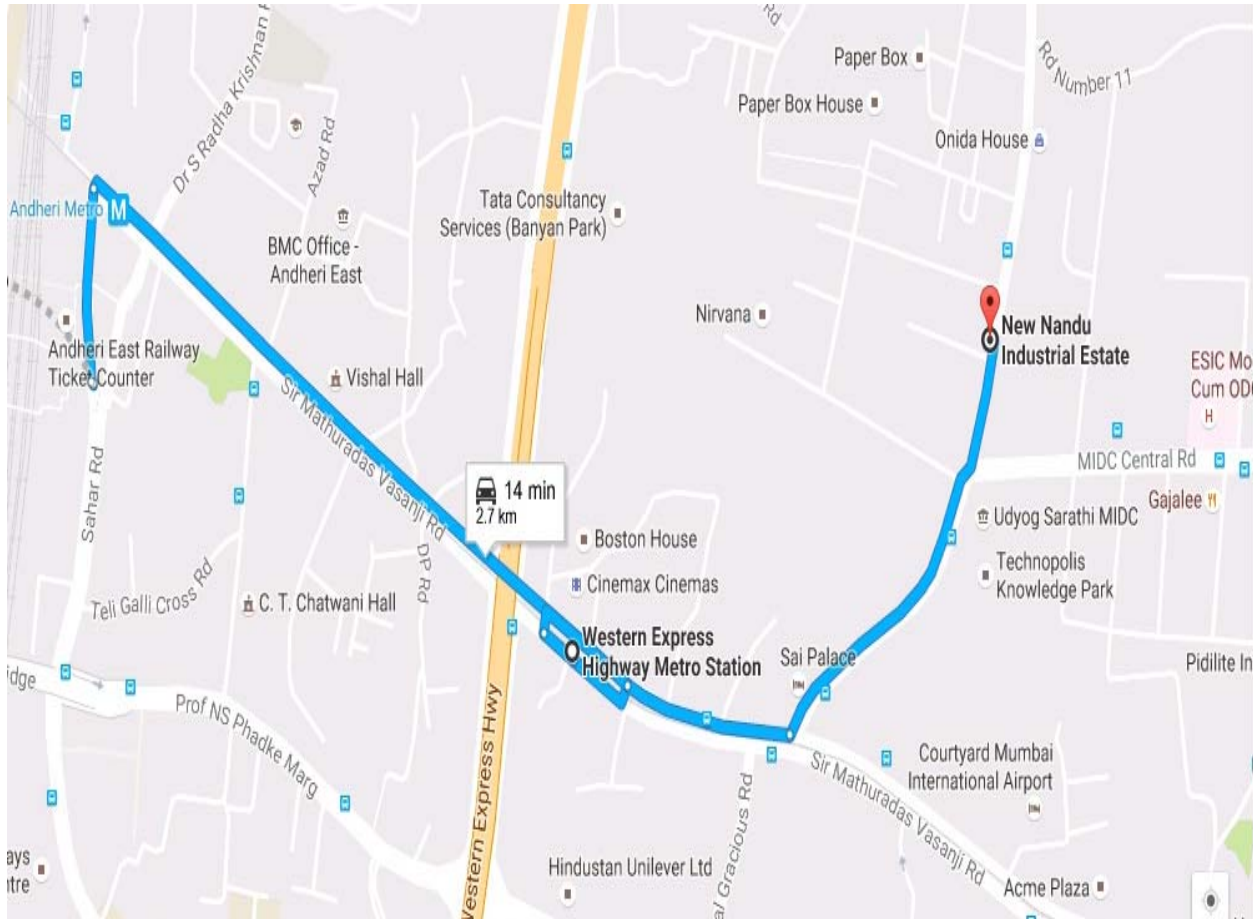 Rd
Paper Box
Rd Number 11
Paper Box House
Dr S Radha Krishnan
Azad Rd
Onida House
Andheri Metro M
Tata Consultancy
Services (Banyan Park)
BMC Office -
Andheri East
Nirvana
New Nandu
Industrial Estate
Andheri East Railway
Ticket Counter
Vishal Hall
ESIC Mo
Cum OD
H
Sir Mathuradas Vasanji Rd
MIDC Central Rd
Sahar Rd
14 min
2.7 km
Gajalee
Udyog Sarathi MIDC
Boston House
DP Rd
Technopolis
Knowledge Park
Teli Galli Cross Rd
Cinemax Cinemas
C. T. Chatwani Hall
Western Express
Highway Metro Station
Sai Palace
Pidilite In
idge
Prof NS Phadke Marg
Western Express Hwy
Courtyard Mumbai
International Airport
Sir Mathuradas Vasanji Rd
al Gracious Rd
Hindustan Unilever Ltd
ays
ntre
Acme Plaza